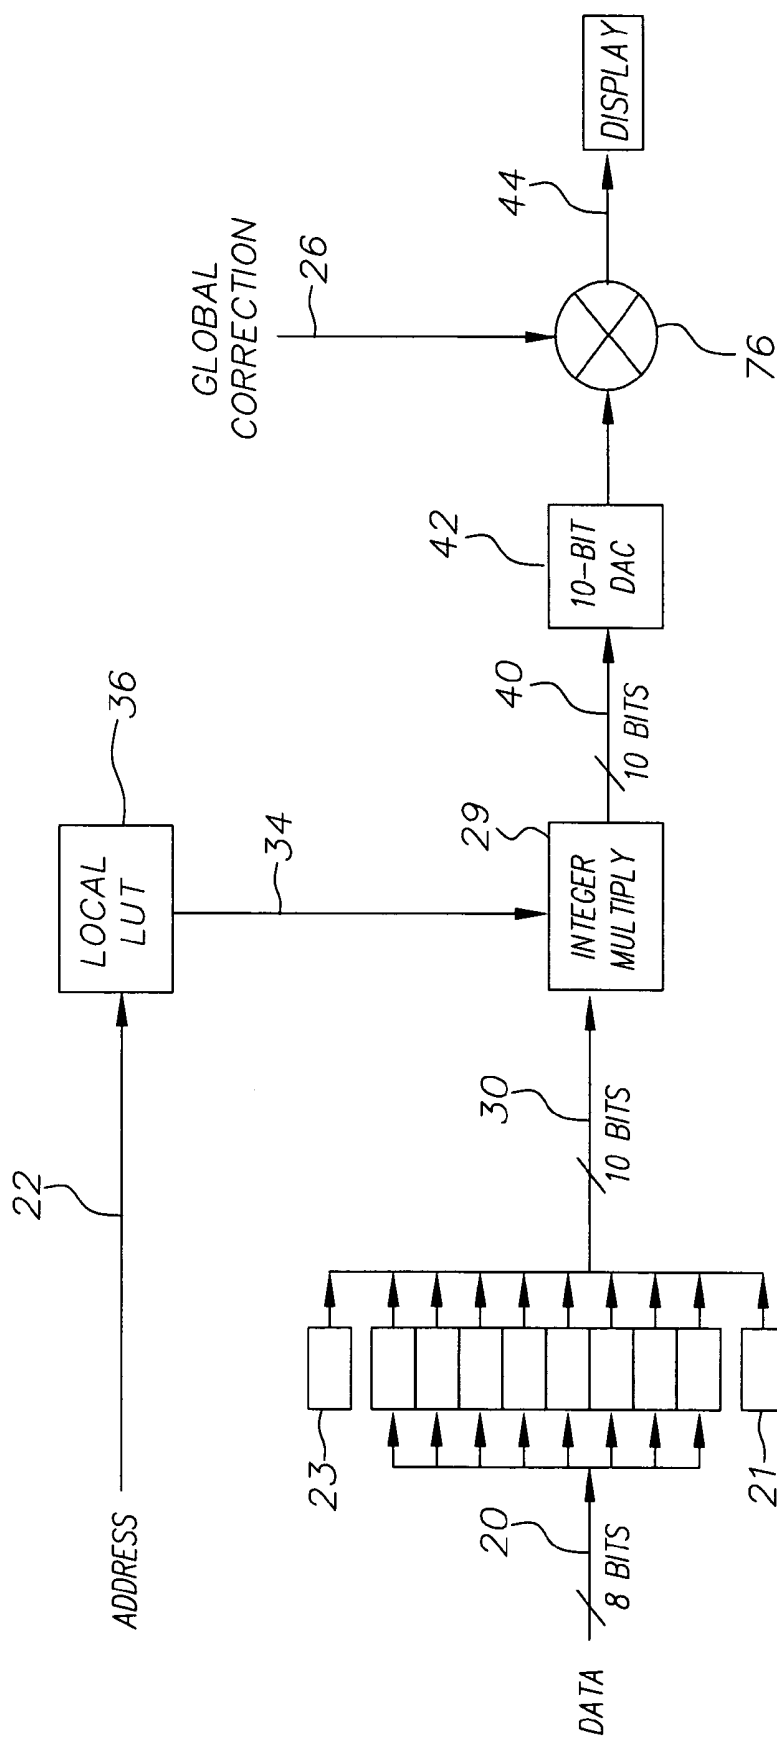 ADDRESS
22
LOCAL
LUT
36
34
GLOBAL
CORRECTION
26
DATA
20
8 BITS
23
21
30
10 BITS
INTEGER
MULTIPLY
29
40
10 BITS
10-BIT
DAC
42
76
44
DISPLAY